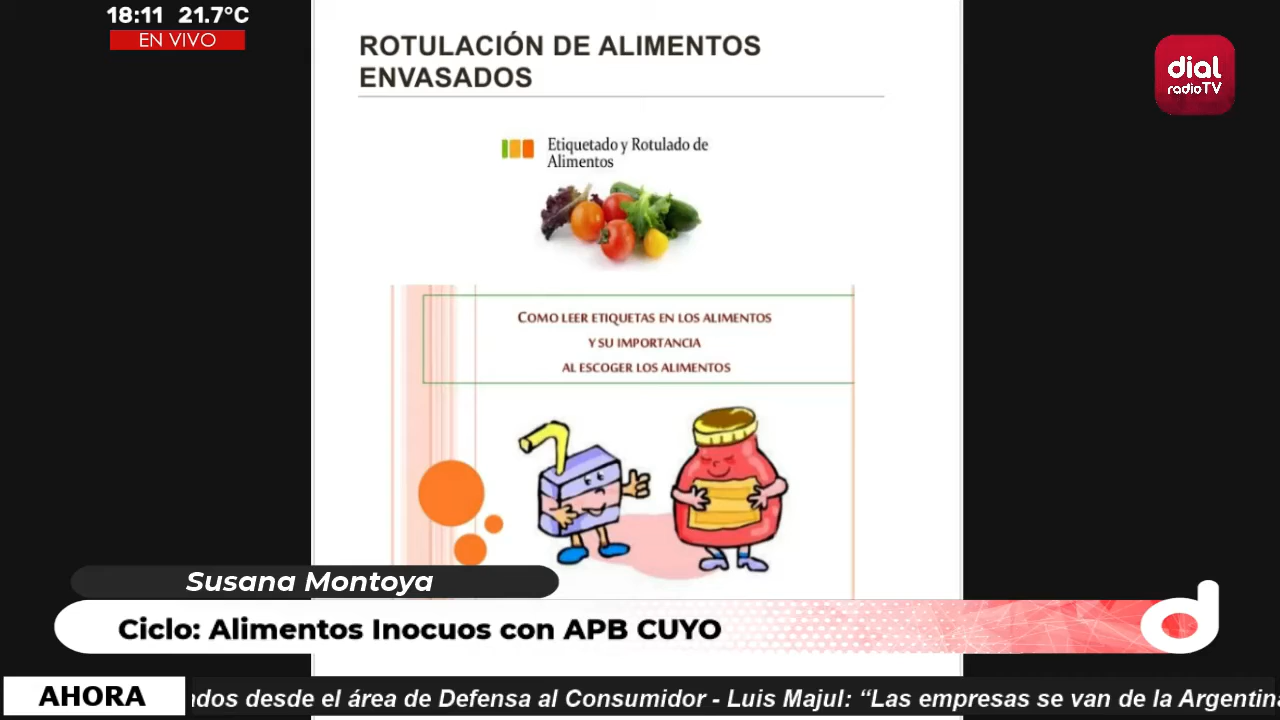 18:11 21.7°C
EN VIVO
dial
radioTV
ROTULACIÓN DE ALIMENTOS
ENVASADOS
Etiquetado y Rotulado de
Alimentos
COMO LEER ETIQUETAS EN LOS ALIMENTOS
Y SU IMPORTANCIA
AL ESCOGER LOS ALIMENTOS
Susana Montoya
Ciclo: Alimentos Inocuos con APB CUYO
d
AHORA
desde el área de Defensa al Consumidor - Luis Majul: “Las empresas se van de la